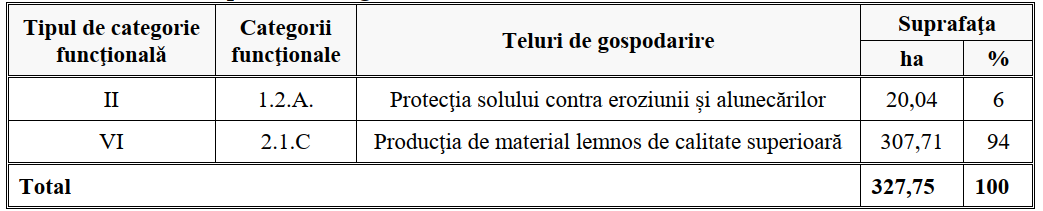 Tipul de categorie funcţională Categorii funcţionale Teluri de gospodarire Suprafaţa
ha %
II 1.2.A. Protecţia solului contra eroziunii și alunecărilor 20,04 6
VI 2.1.C Producţia de material lemnos de calitate superioară 307,71 94
Total 327,75 100